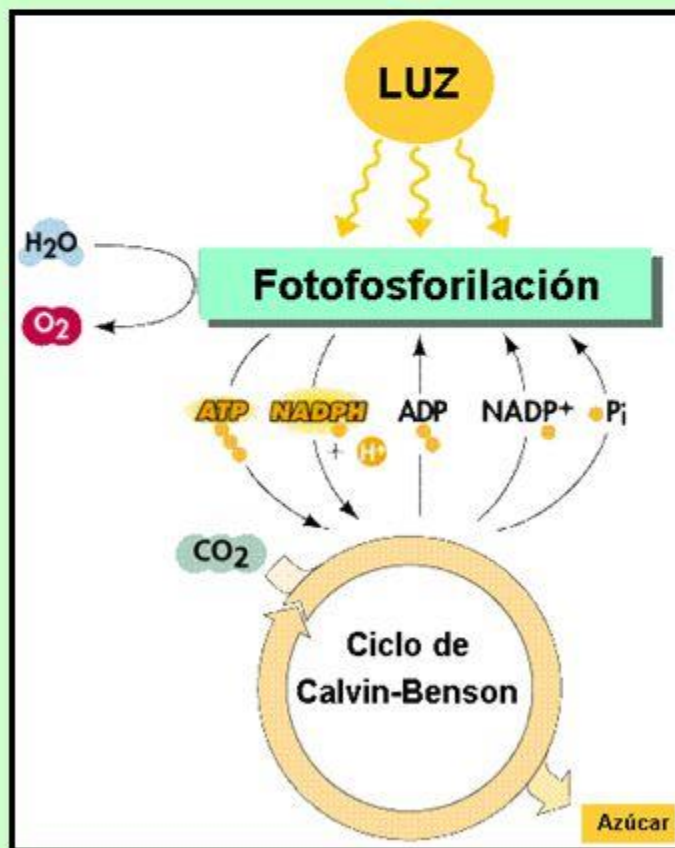 LUZ
H₂O
Fotofosforilación
O₂
ATP NADPH ADP NADP⁺ Pi
+ H⁺
CO₂
Ciclo de
Calvin-Benson
Azúcar